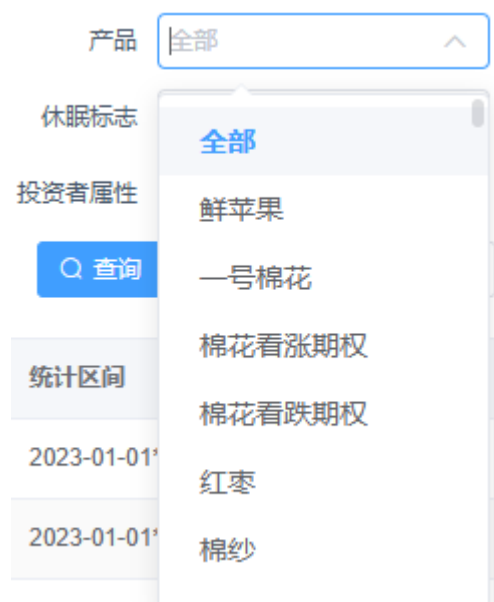 产品 全部
休眠标志
全部
投资者属性
鲜苹果
查询
一号棉花
棉花看涨期权
统计区间
棉花看跌期权
2023-01-01*
红枣
2023-01-01*
棉纱